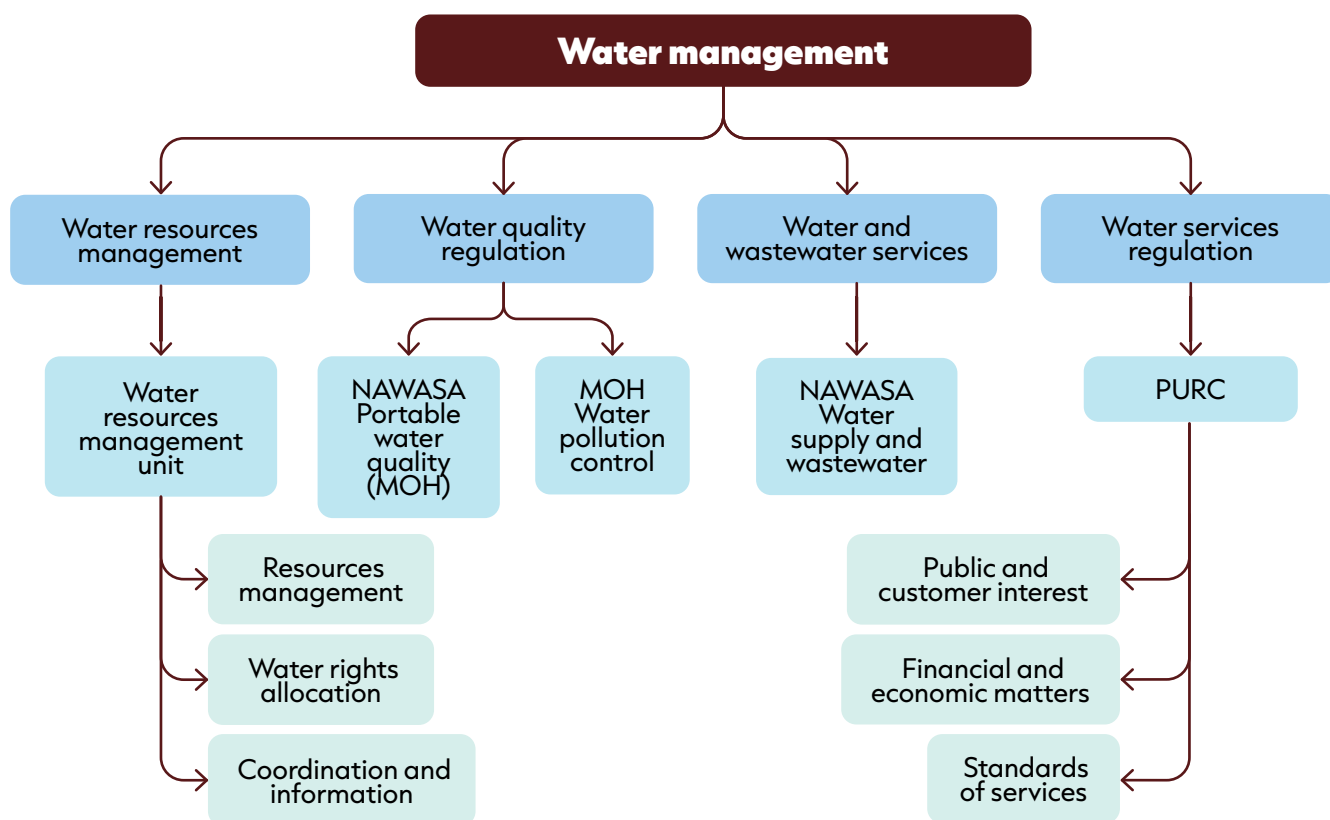 Water management
Water resources
management
Water quality
regulation
Water and
wastewater services
Water services
regulation
Water
resources
management
unit
NAWASA
Portable
water
quality
(MOH)
MOH
Water
pollution
control
NAWASA
Water
supply and
wastewater
PURC
Resources
management
Water rights
allocation
Coordination and
information
Public and
customer interest
Financial and
economic matters
Standards
of services